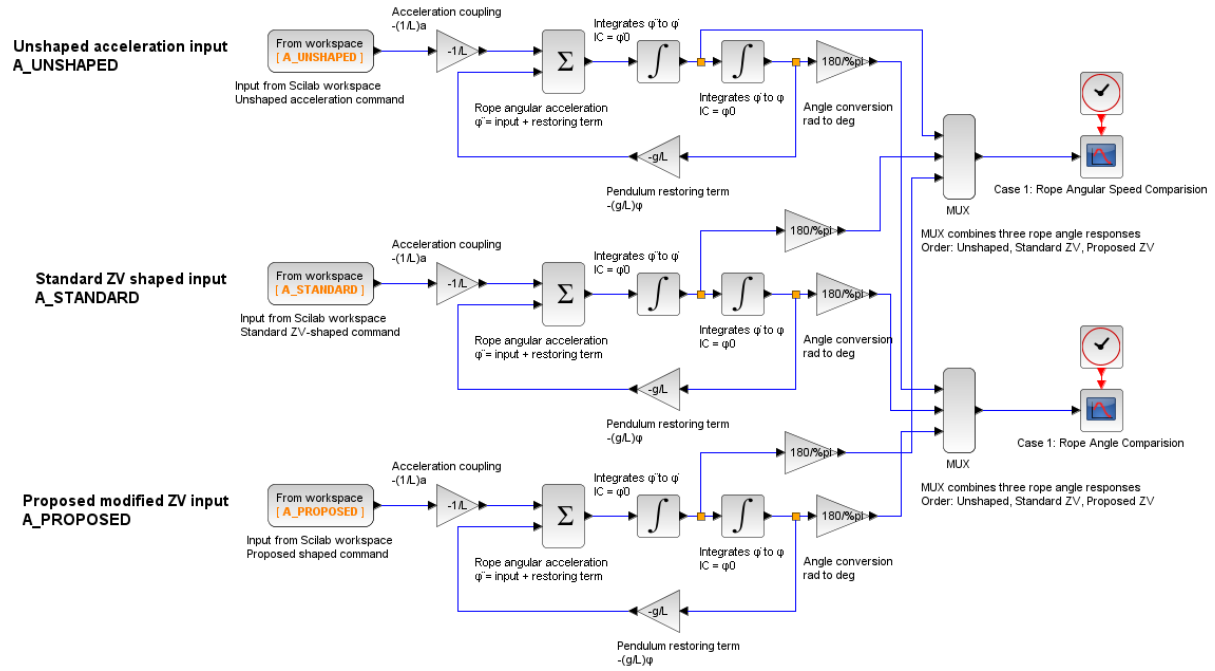 Unshaped acceleration input
A_UNSHAPED
From workspace
[ A_UNSHAPED ]
Input from Scilab workspace
Unshaped acceleration command
Acceleration coupling
-(1/L)a
-1/L
Σ
Rope angular acceleration
φ¨= input + restoring term
Integrates φ¨ to φ˙
IC = φ0
∫
∫
Integrates φ˙ to φ
IC = φ0
180/%pi
Angle conversion
rad to deg
-g/L
Pendulum restoring term
-(g/L)φ
MUX
MUX combines three rope angle responses
Order: Unshaped, Standard ZV, Proposed ZV
Case 1: Rope Angular Speed Comparision
Standard ZV shaped input
A_STANDARD
From workspace
[ A_STANDARD ]
Input from Scilab workspace
Standard ZV-shaped command
Acceleration coupling
-(1/L)a
-1/L
Σ
Rope angular acceleration
φ¨= input + restoring term
Integrates φ¨ to φ˙
IC = φ0
∫
∫
Integrates φ˙ to φ
IC = φ0
180/%pi
180/%pi
Angle conversion
rad to deg
-g/L
Pendulum restoring term
-(g/L)φ
MUX
MUX combines three rope angle responses
Order: Unshaped, Standard ZV, Proposed ZV
Case 1: Rope Angle Comparision
Proposed modified ZV input
A_PROPOSED
From workspace
[ A_PROPOSED ]
Input from Scilab workspace
Proposed shaped command
Acceleration coupling
-(1/L)a
-1/L
Σ
Rope angular acceleration
φ¨= input + restoring term
Integrates φ¨ to φ˙
IC = φ0
∫
∫
Integrates φ˙ to φ
IC = φ0
180/%pi
180/%pi
Angle conversion
rad to deg
-g/L
Pendulum restoring term
-(g/L)φ